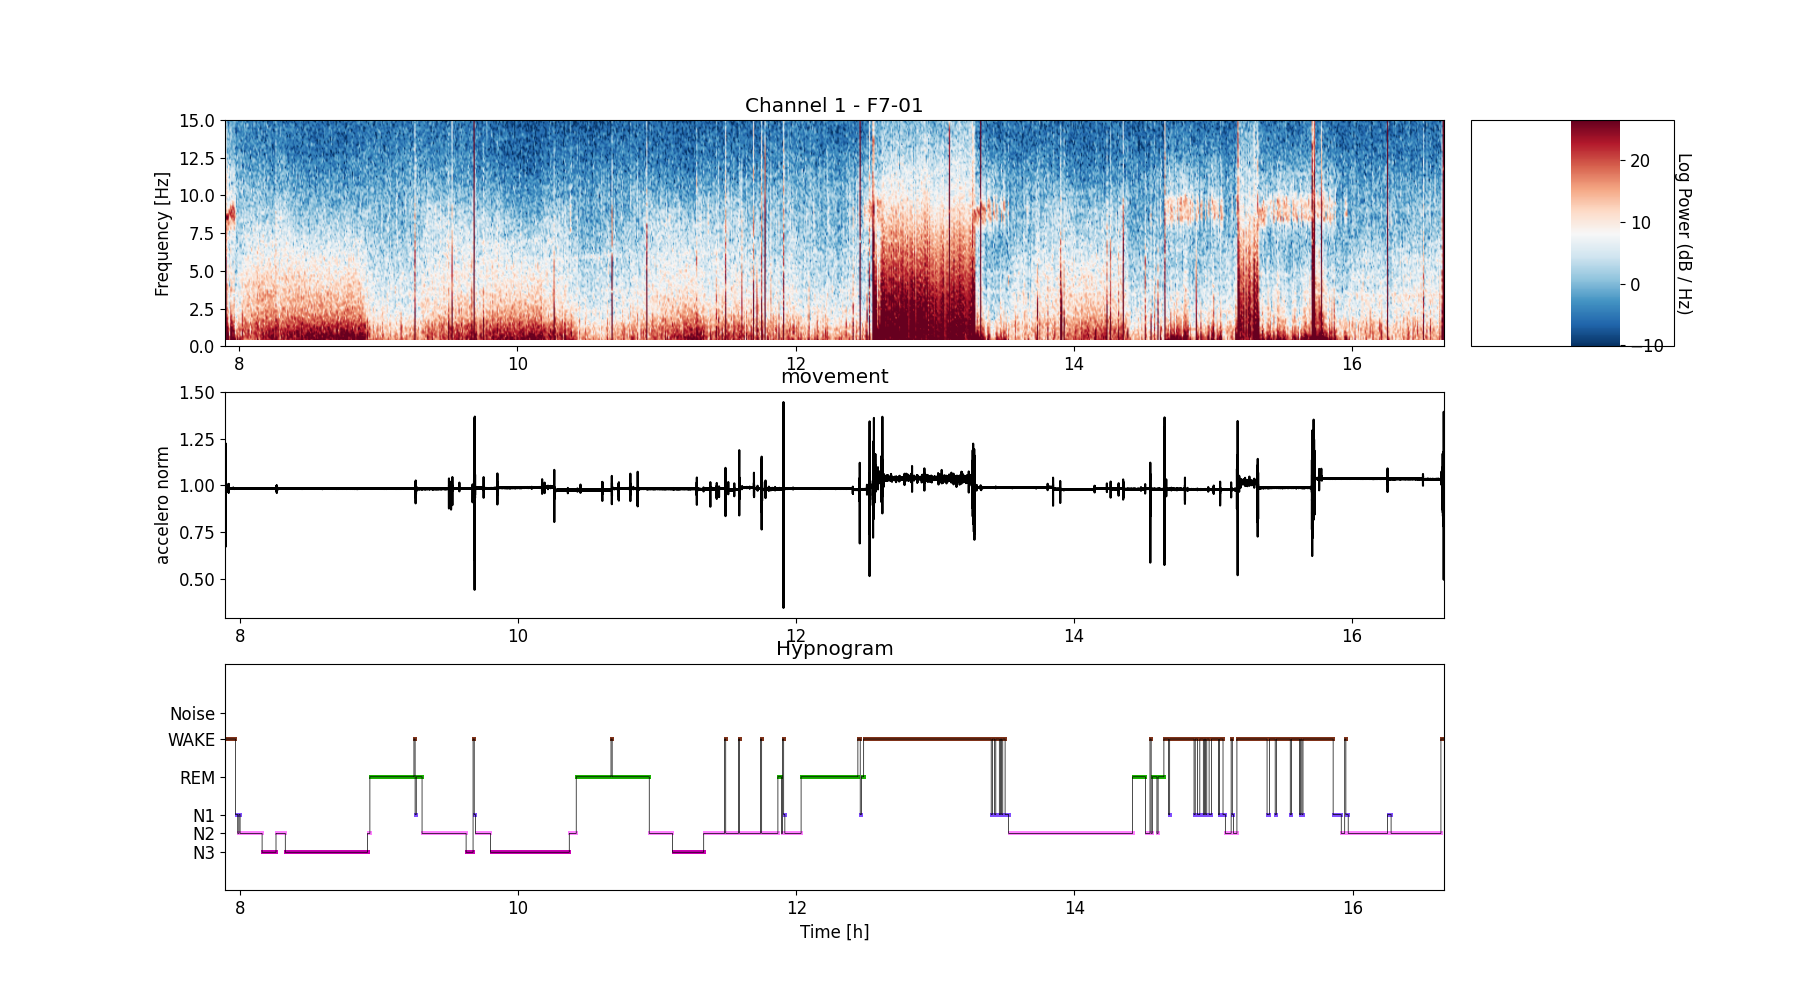 Channel 1 - F7-01
15.0
12.5
10.0
7.5
5.0
2.5
0.0
Frequency [Hz]
8 10 12 14 16
20
10
0
−10
Log Power (dB / Hz)
movement
1.50
1.25
1.00
0.75
0.50
accelero norm
8 10 12 14 16
Hypnogram
Noise
WAKE
REM
N1
N2
N3
8 10 12 14 16
Time [h]